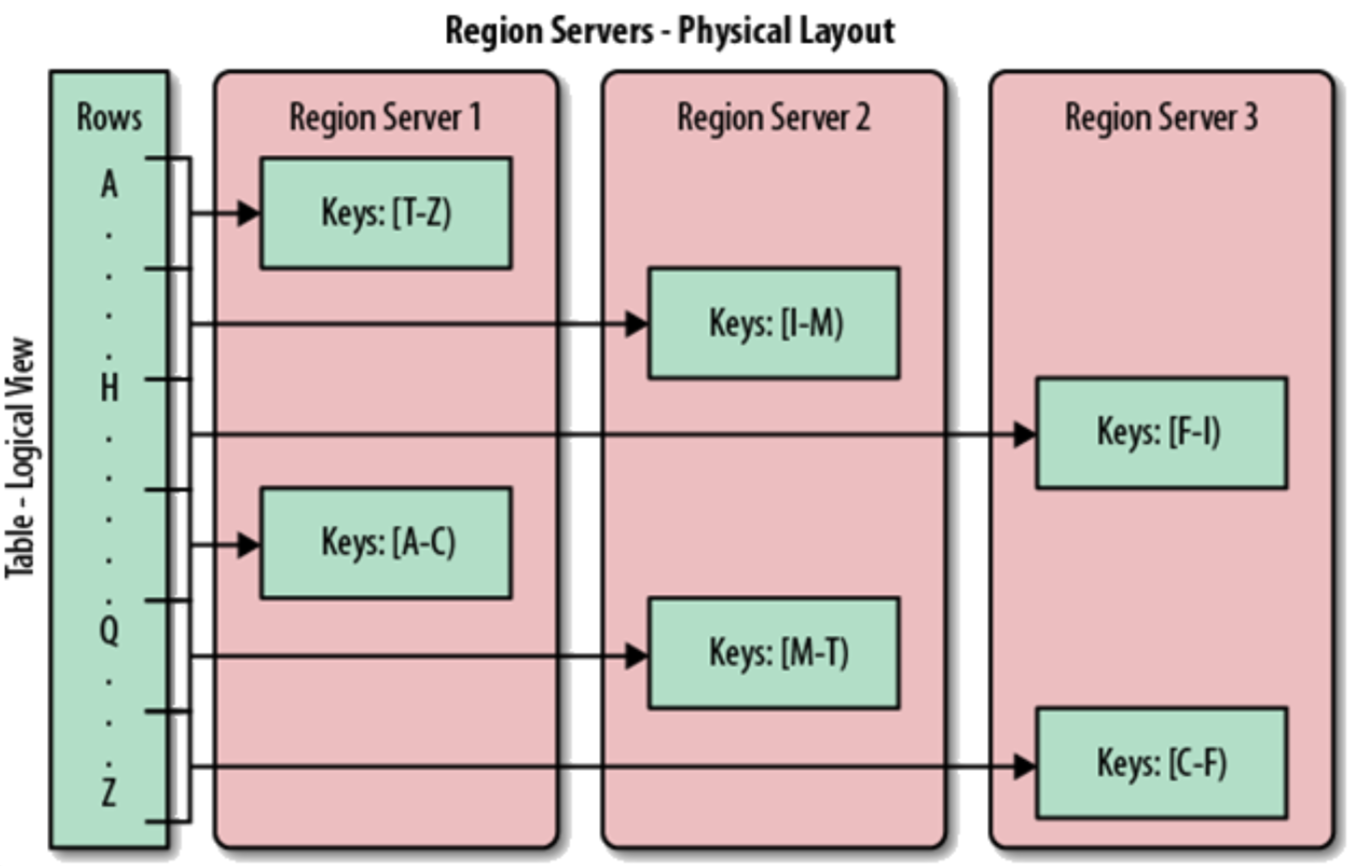 Region Servers - Physical Layout
Table - Logical View
Rows
A
.
.
.
.
H
.
.
.
.
.
Q
.
.
.
Z
Region Server 1
Keys: [T-Z)
Keys: [A-C)
Region Server 2
Keys: [I-M)
Keys: [M-T)
Region Server 3
Keys: [F-I)
Keys: [C-F)